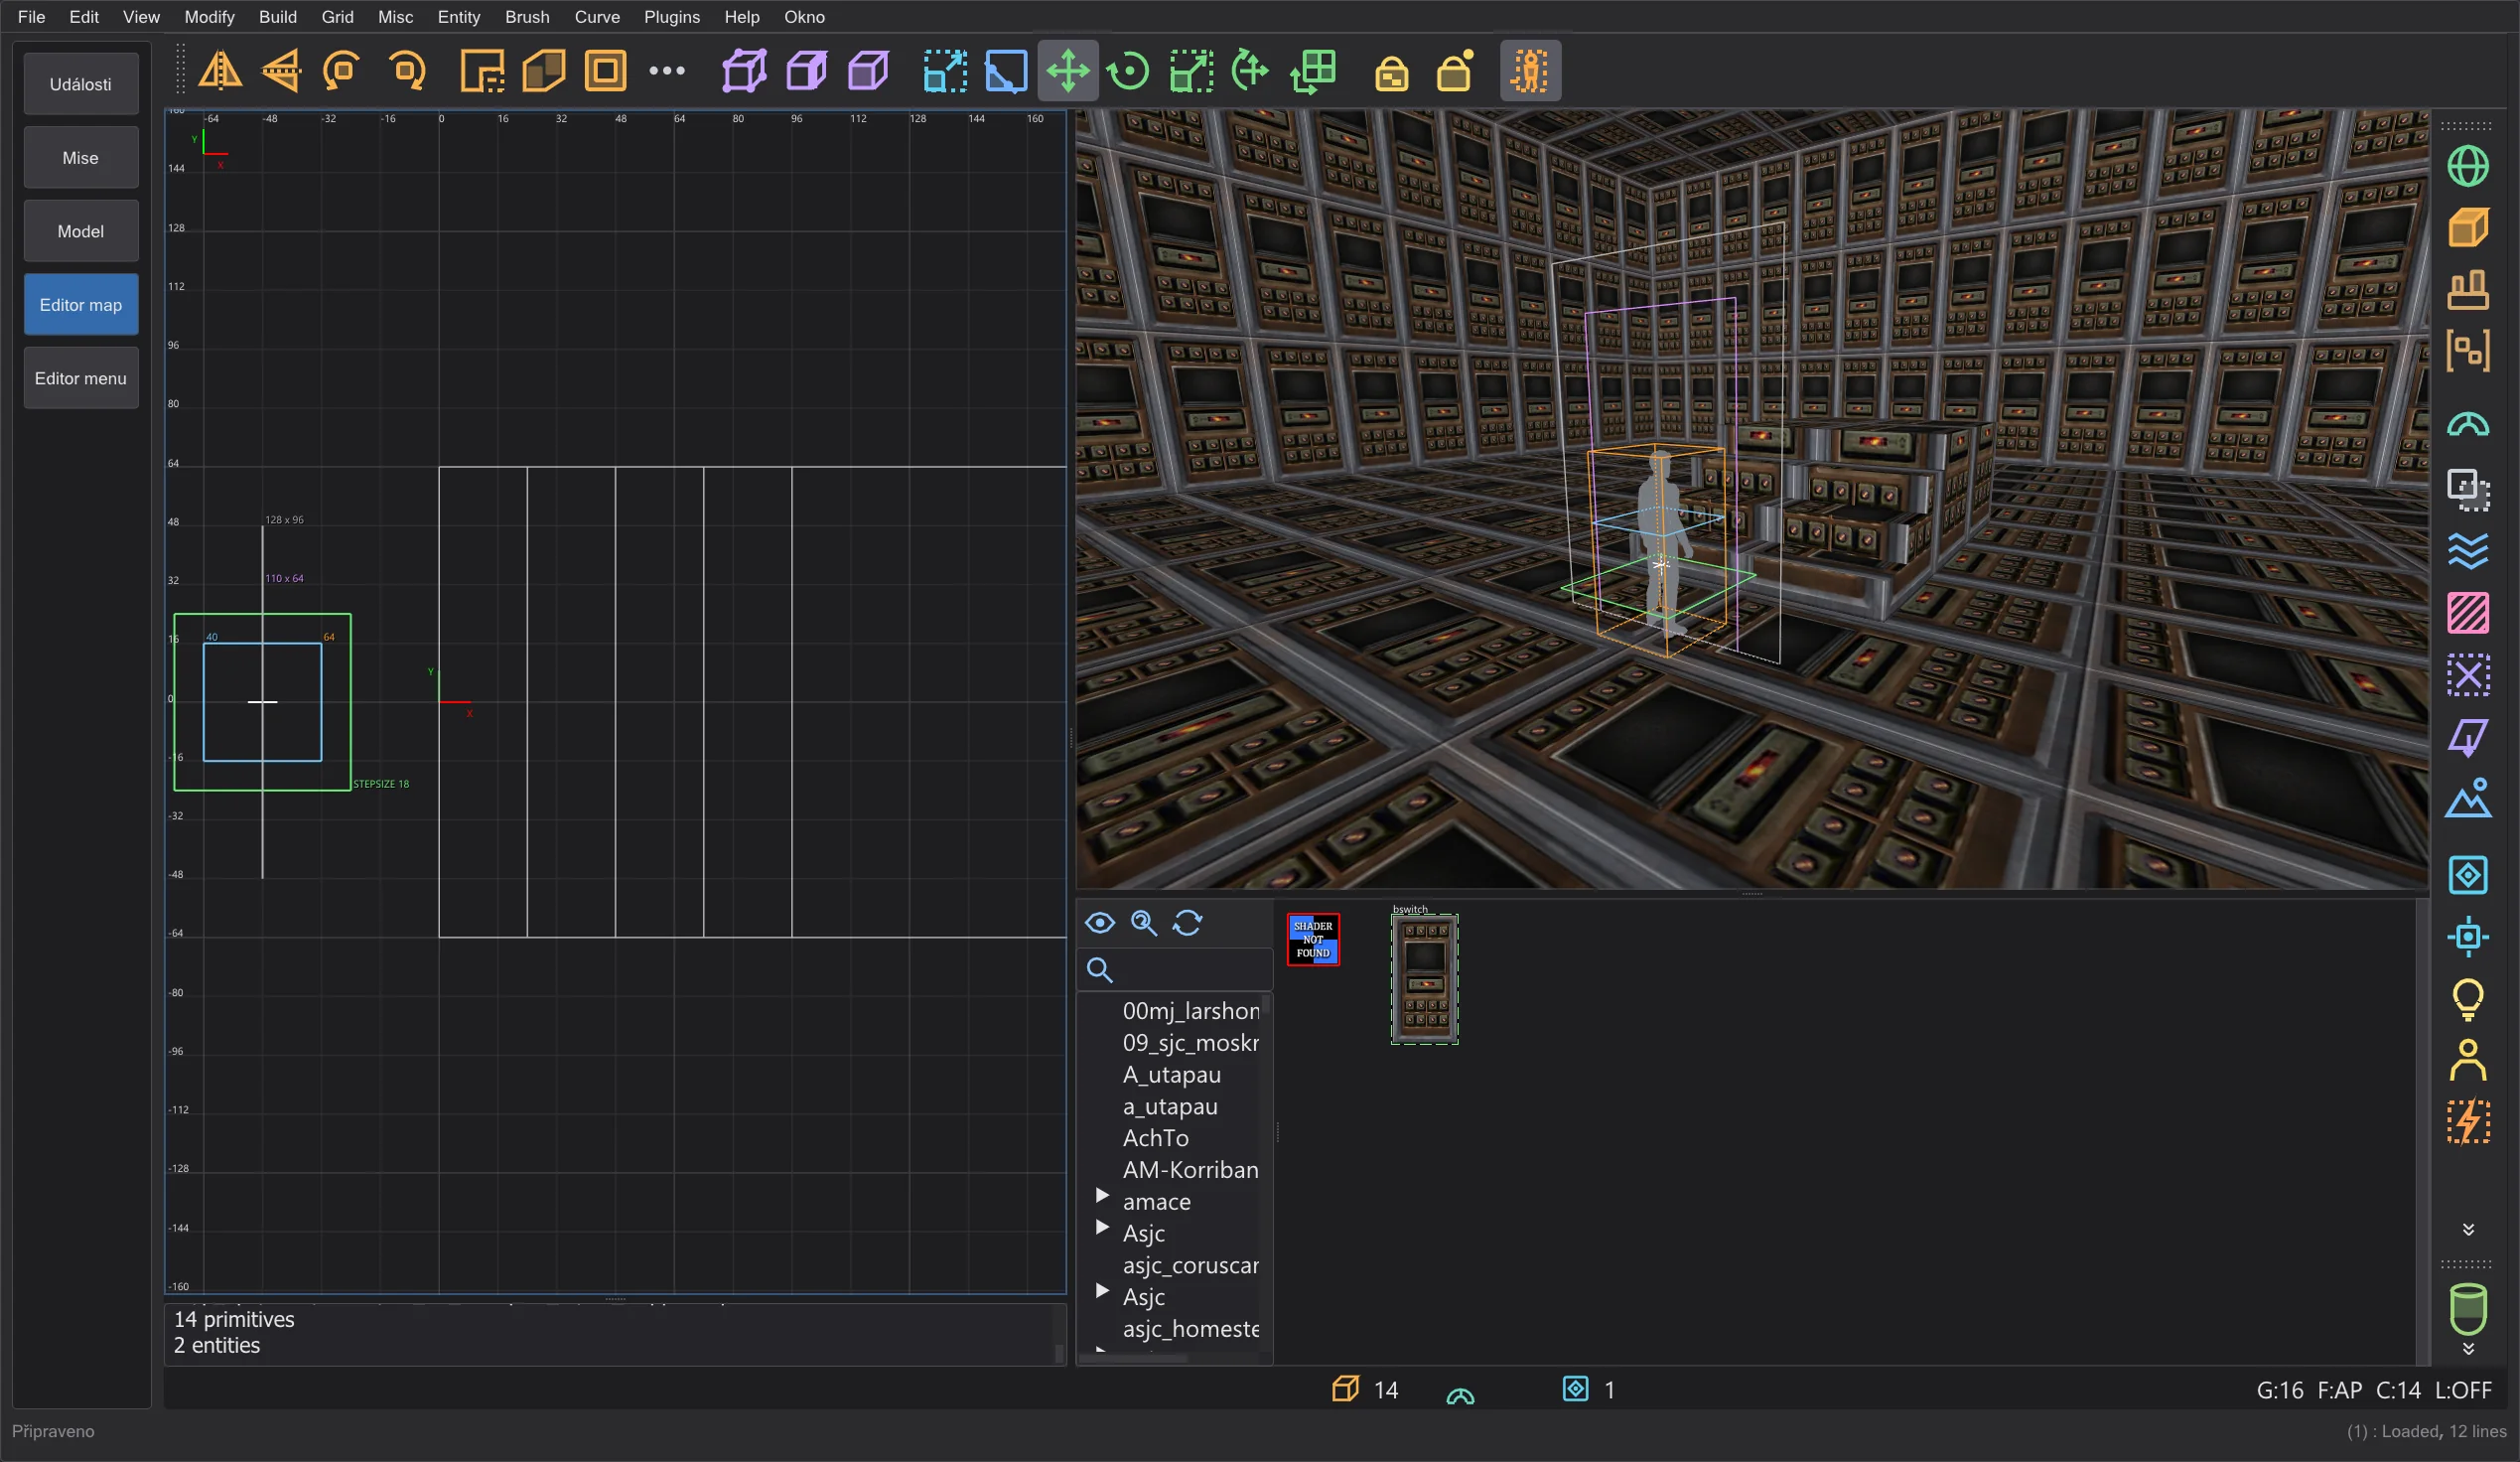 File Edit View Modify Build Grid Misc Entity Brush Curve Plugins Help Okno
Události
Mise
Model
Editor map
Editor menu
-64 -48 -32 -16 0 16 32 48 64 80 96 112 128 144 160
160
Y
X
144
128
112
96
80
64
48
32
16
0
-16
-32
-48
-64
-80
-96
-112
-128
-144
-160
128 x 96
110 x 64
40 64
STEPSIZE 18
Y
X
bswitch
SHADER
NOT
FOUND
00mj_larshon
09_sjc_moskr
A_utapau
a_utapau
AchTo
AM-Korriban
amace
Asjc
asjc_coruscar
Asjc
asjc_homeste
14 primitives
2 entities
14 1
G:16 F:AP C:14 L:OFF
Připraveno
(1) : Loaded, 12 lines